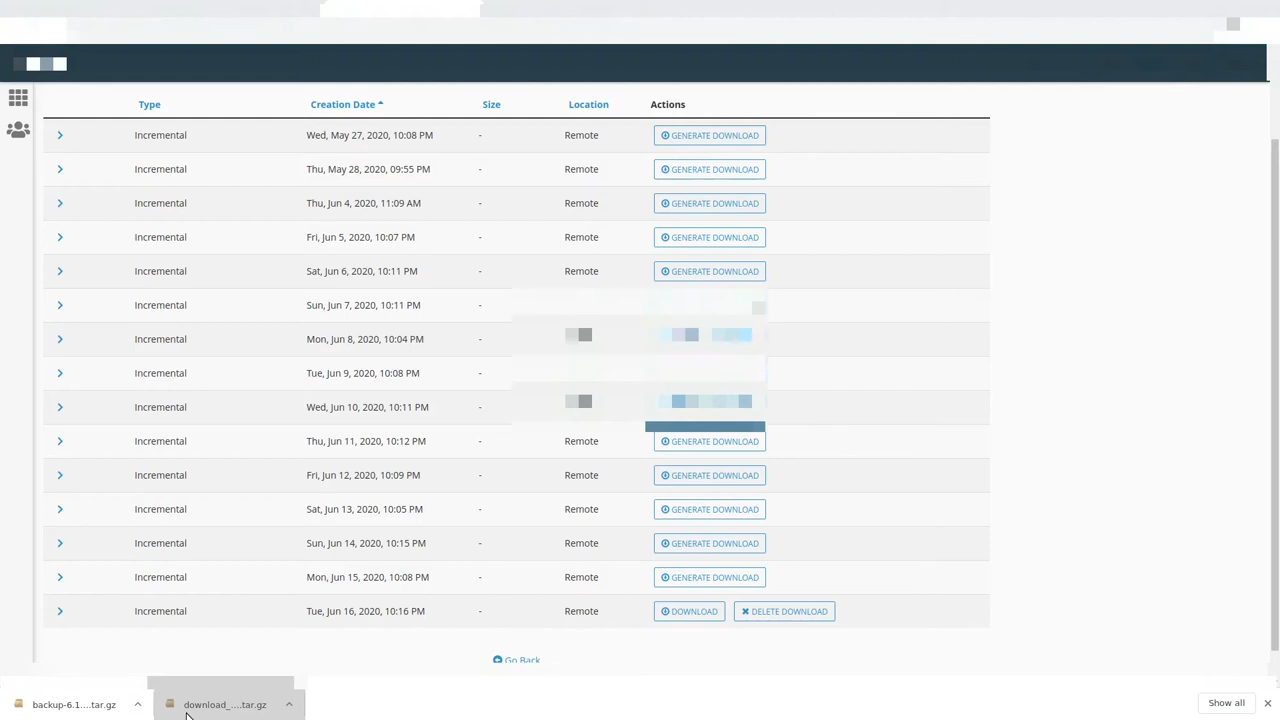 Type Creation Date Size Location Actions
Incremental Wed, May 27, 2020, 10:08 PM - Remote GENERATE DOWNLOAD
Incremental Thu, May 28, 2020, 09:55 PM - Remote GENERATE DOWNLOAD
Incremental Thu, Jun 4, 2020, 11:09 AM - Remote GENERATE DOWNLOAD
Incremental Fri, Jun 5, 2020, 10:07 PM - Remote GENERATE DOWNLOAD
Incremental Sat, Jun 6, 2020, 10:11 PM - Remote GENERATE DOWNLOAD
Incremental Sun, Jun 7, 2020, 10:11 PM -
Incremental Mon, Jun 8, 2020, 10:04 PM -
Incremental Tue, Jun 9, 2020, 10:08 PM -
Incremental Wed, Jun 10, 2020, 10:11 PM -
Incremental Thu, Jun 11, 2020, 10:12 PM - Remote GENERATE DOWNLOAD
Incremental Fri, Jun 12, 2020, 10:09 PM - Remote GENERATE DOWNLOAD
Incremental Sat, Jun 13, 2020, 10:05 PM - Remote GENERATE DOWNLOAD
Incremental Sun, Jun 14, 2020, 10:15 PM - Remote GENERATE DOWNLOAD
Incremental Mon, Jun 15, 2020, 10:08 PM - Remote GENERATE DOWNLOAD
Incremental Tue, Jun 16, 2020, 10:16 PM - Remote DOWNLOAD DELETE DOWNLOAD
Go Back
backup-6.1....tar.gz download_....tar.gz Show all